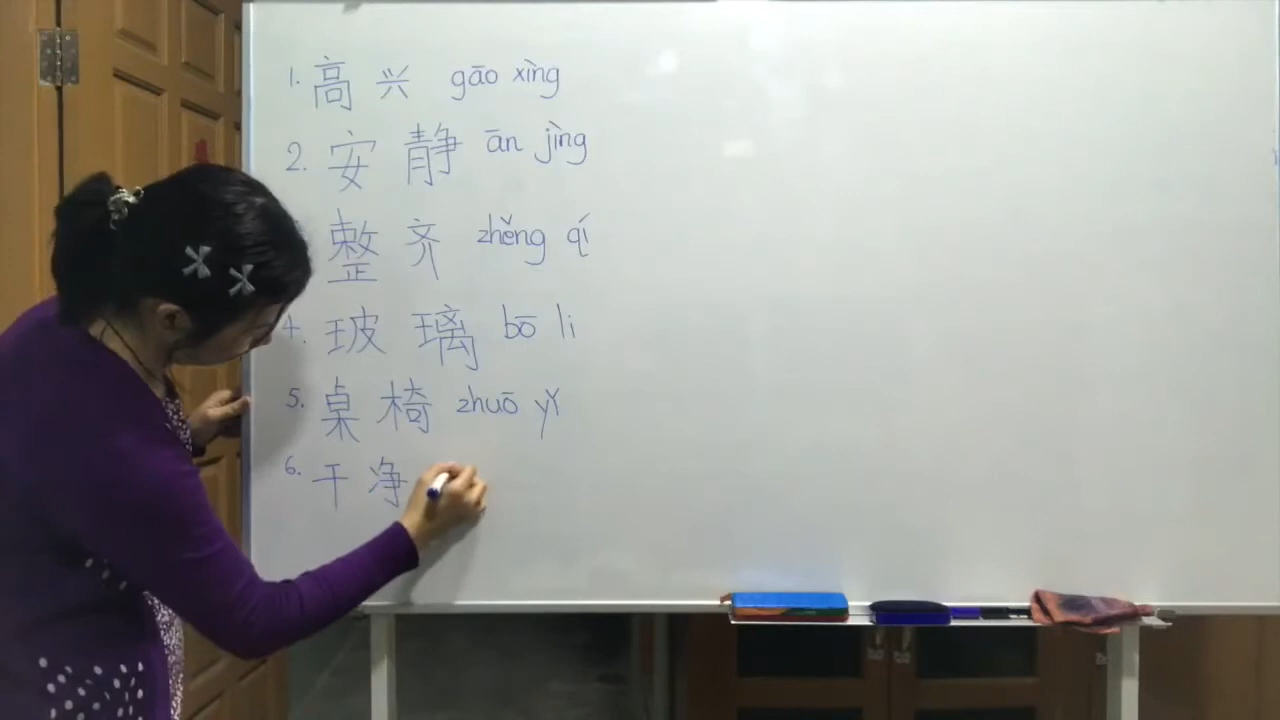 1. 高 兴 gāo xìng
2. 安 静 ān jìng
整 齐 zhěng qí
4. 玻 璃 bō li
5. 桌 椅 zhuō yǐ
6. 干 净